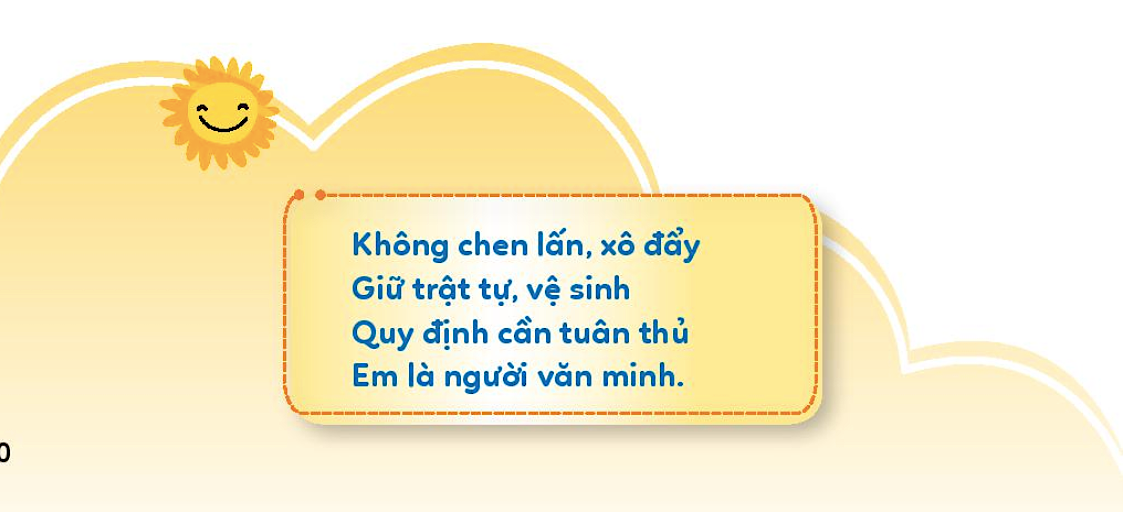 Không chen lấn, xô đẩy
Giữ trật tự, vệ sinh
Quy định cần tuân thủ
Em là người văn minh.
0